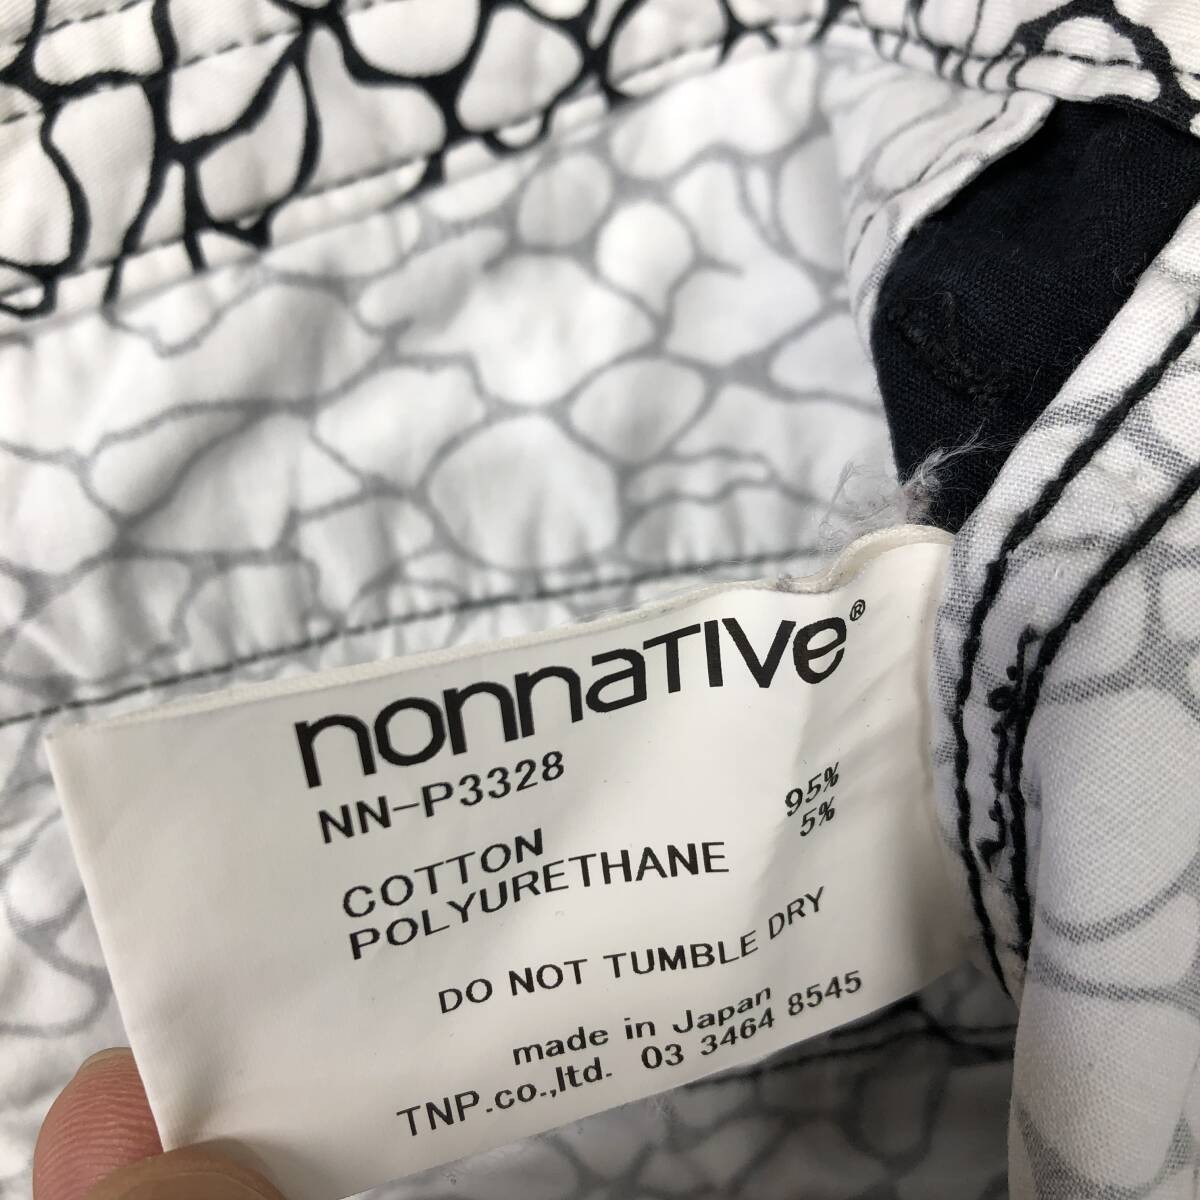 nonnaTIVe®
NN-P3328
COTTON 95%
POLYURETHANE 5%
DO NOT TUMBLE DRY
made in Japan
TNP.co.,ltd. 03 3464 8545